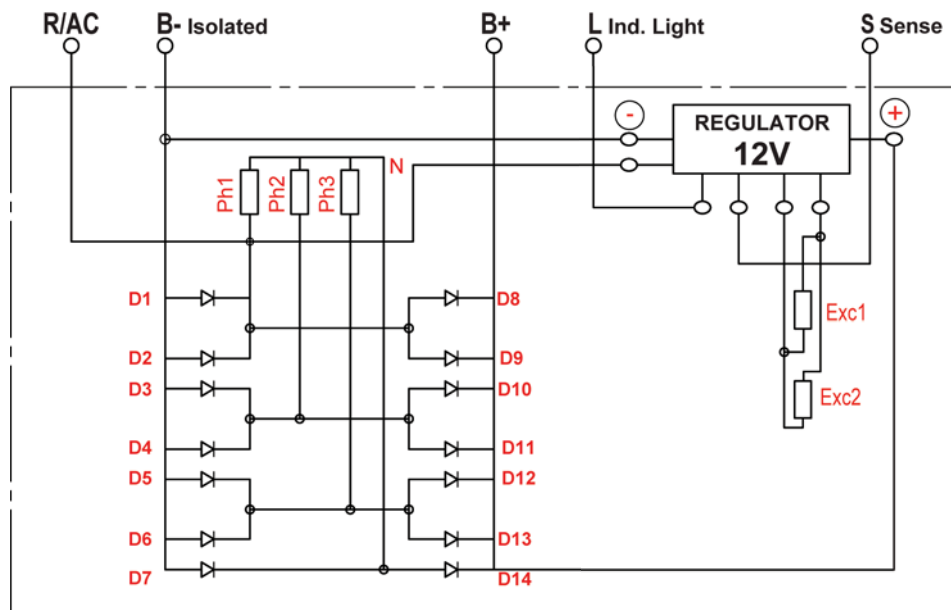 R/AC B- Isolated B+ L Ind. Light S Sense
- REGULATOR +
12V
N
Ph1 Ph2 Ph3
D1 D8
Exc1
D2 D9
D3 D10
Exc2
D4 D11
D5 D12
D6 D13
D7 D14